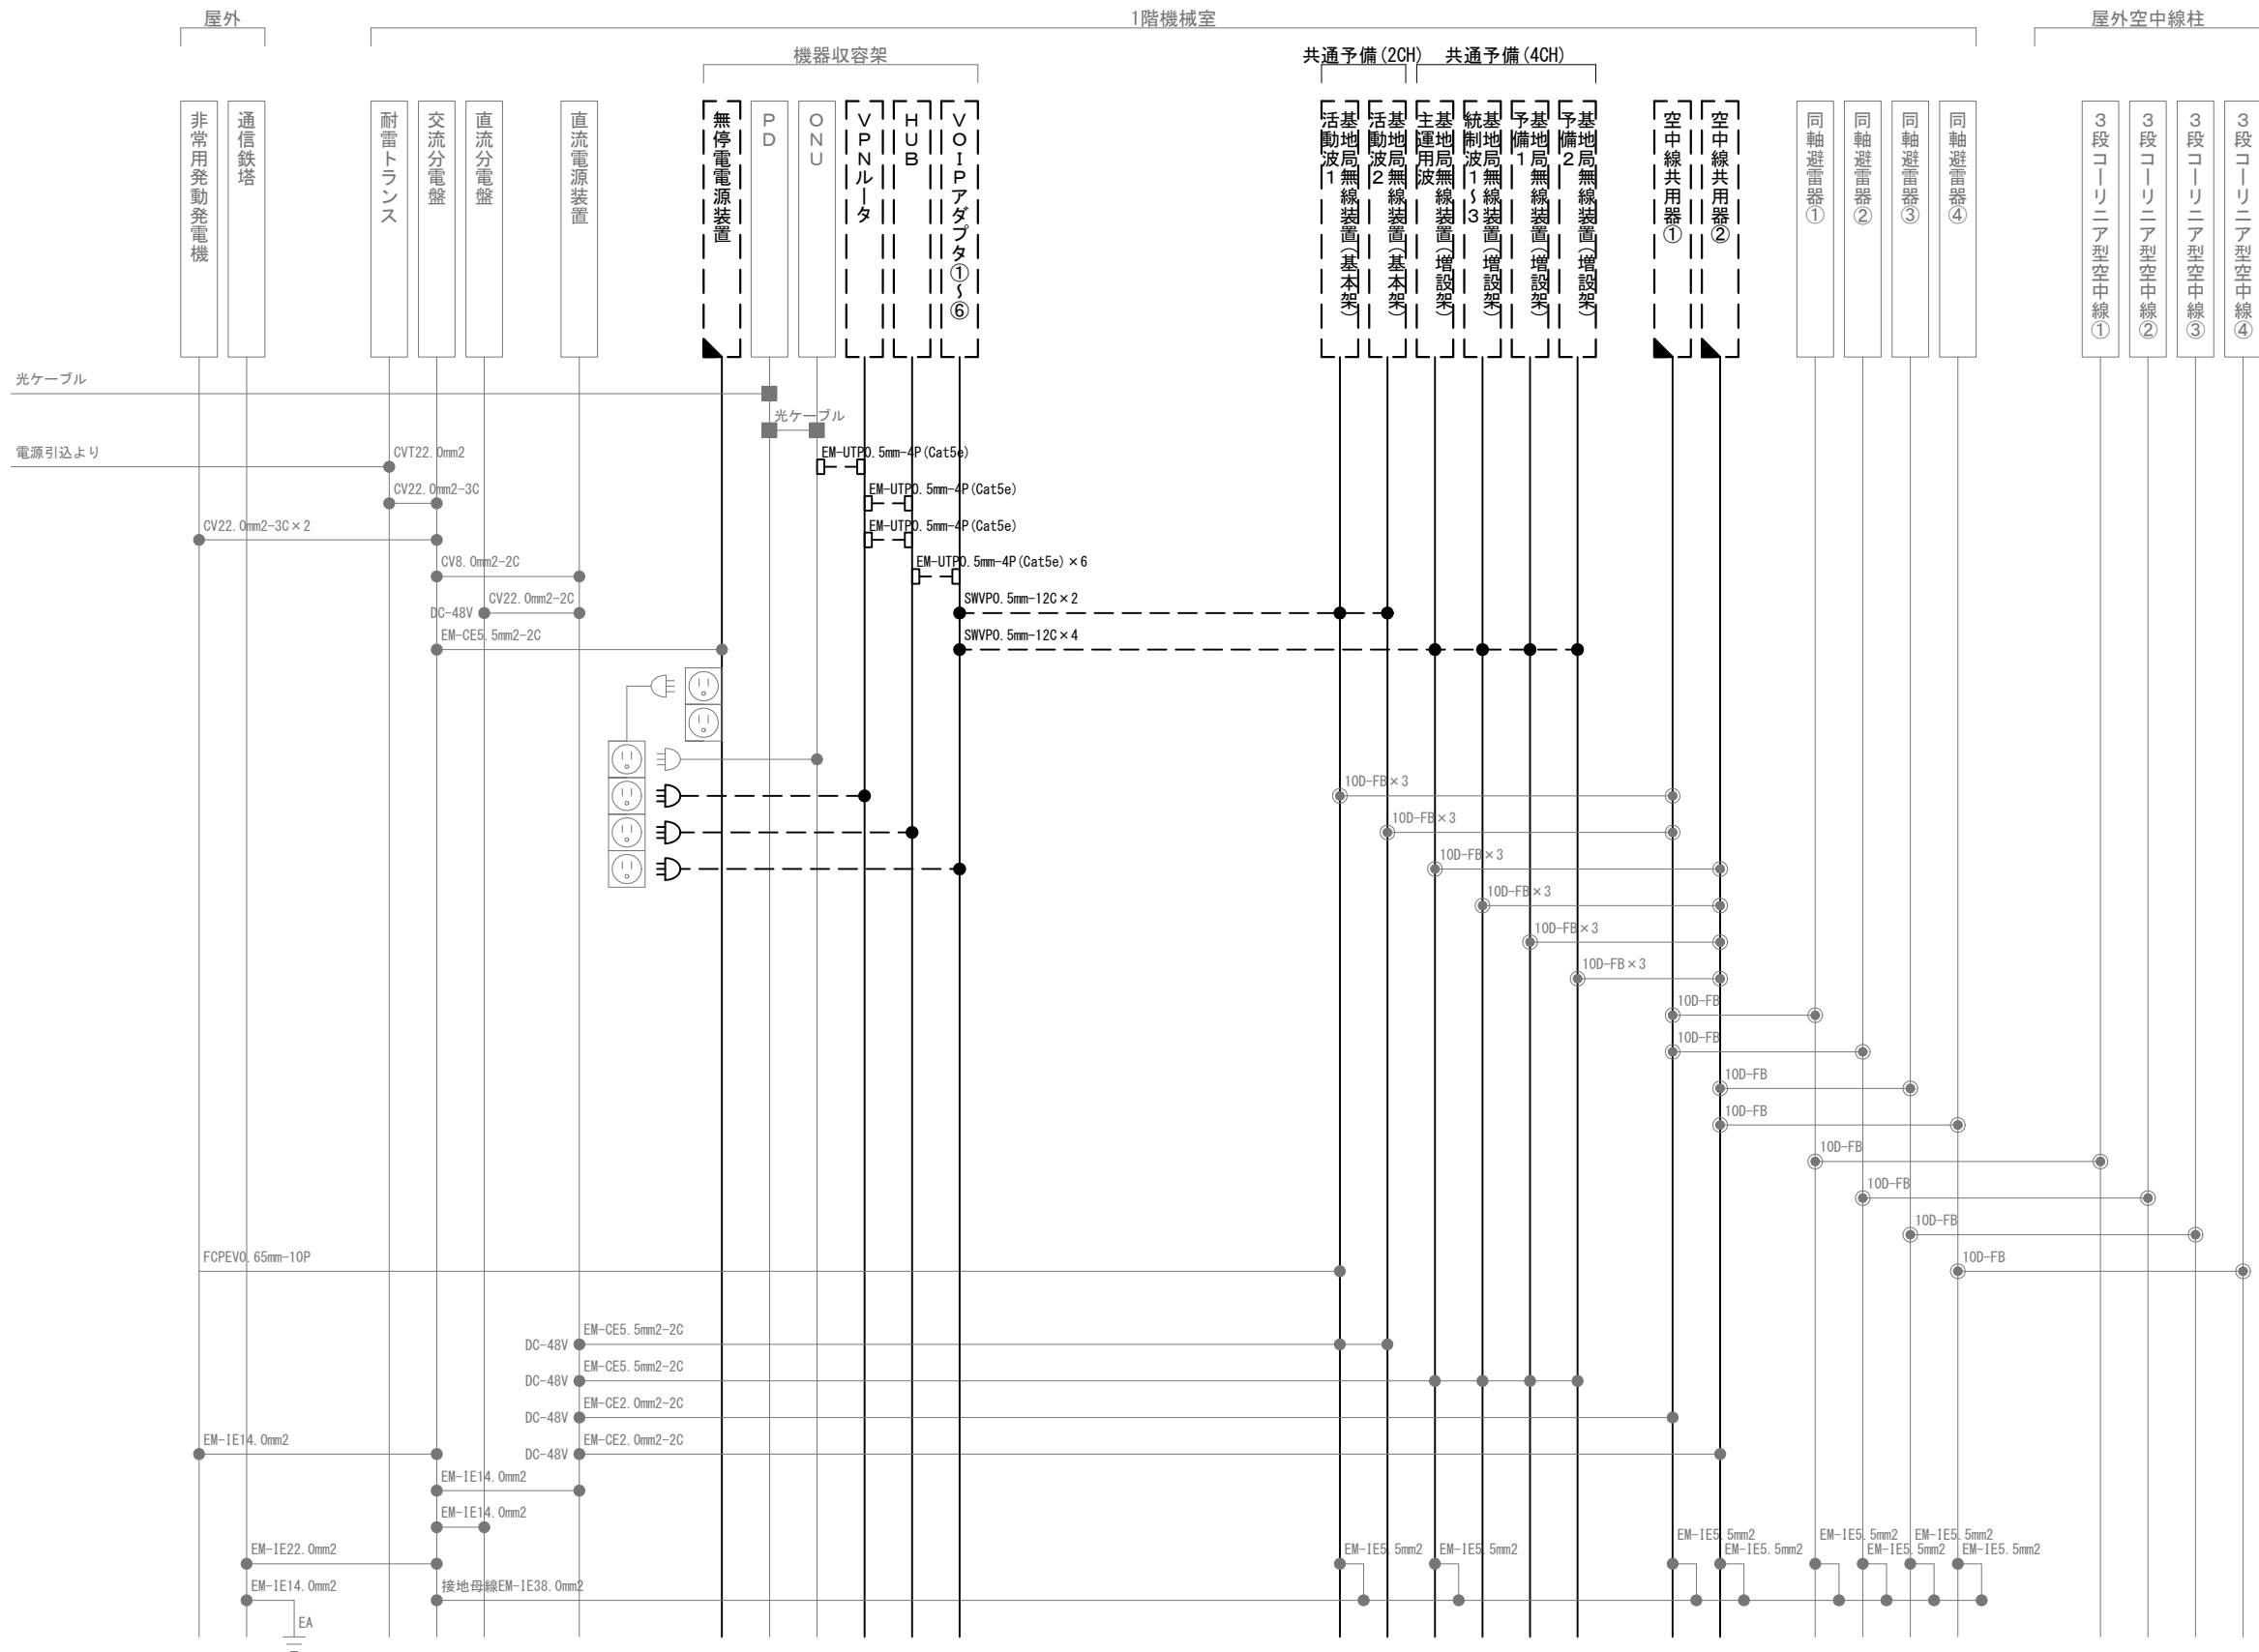 屋外
1階機械室
屋外空中線柱
機器収容架
共通予備(2CH)
共通予備(4CH)
非常用発動発電機
通信鉄塔
耐雷トランス
交流分電盤
直流分電盤
直流電源装置
無停電電源装置
PD
ONU
VPNルータ
HUB
VOIPアダプタ①～⑥
基地局無線装置(基本架)
活動波1
基地局無線装置(基本架)
活動波2
基地局無線装置(増設架)
主運用波
基地局無線装置(増設架)
統制波1～3
基地局無線装置(増設架)
予備1
基地局無線装置(増設架)
予備2
空中線共用器①
空中線共用器②
同軸避雷器①
同軸避雷器②
同軸避雷器③
同軸避雷器④
3段コーリニア型空中線①
3段コーリニア型空中線②
3段コーリニア型空中線③
3段コーリニア型空中線④
光ケーブル
光ケーブル
電源引込より
CVT22.0mm2
EM-UTP0.5mm-4P(Cat5e)
CV22.0mm2-3C
EM-UTP0.5mm-4P(Cat5e)
CV22.0mm2-3C×2
EM-UTP0.5mm-4P(Cat5e)
CV8.0mm2-2C
EM-UTP0.5mm-4P(Cat5e)×6
DC-48V
CV22.0mm2-2C
SWVP0.5mm-12C×2
EM-CE5.5mm2-2C
SWVP0.5mm-12C×4
10D-FB×3
10D-FB×3
10D-FB×3
10D-FB×3
10D-FB×3
10D-FB×3
10D-FB
10D-FB
10D-FB
10D-FB
10D-FB
10D-FB
10D-FB
FCPEV0.65mm-10P
10D-FB
DC-48V
EM-CE5.5mm2-2C
DC-48V
EM-CE5.5mm2-2C
DC-48V
EM-CE2.0mm2-2C
EM-IE14.0mm2
DC-48V
EM-CE2.0mm2-2C
EM-IE14.0mm2
EM-IE14.0mm2
EM-IE22.0mm2
EM-IE5.5mm2
EM-IE5.5mm2
EM-IE5.5mm2
EM-IE5.5mm2
EM-IE5.5mm2
EM-IE5.5mm2
EM-IE5.5mm2
EM-IE5.5mm2
EM-IE14.0mm2
接地母線EM-IE38.0mm2
EA